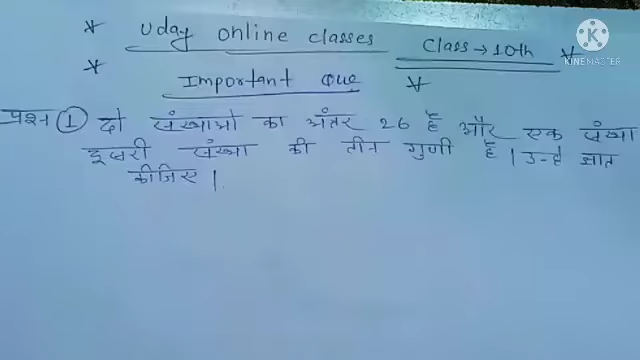 * Uday online classes Class → 10th *
* Important Que *
प्रश्न ① दो संख्याओ का अंतर 26 है और एक संख्या
दूसरी संख्या की तीन गुणी है | उन्हे ज्ञात
कीजिए |
K
KINEMASTER